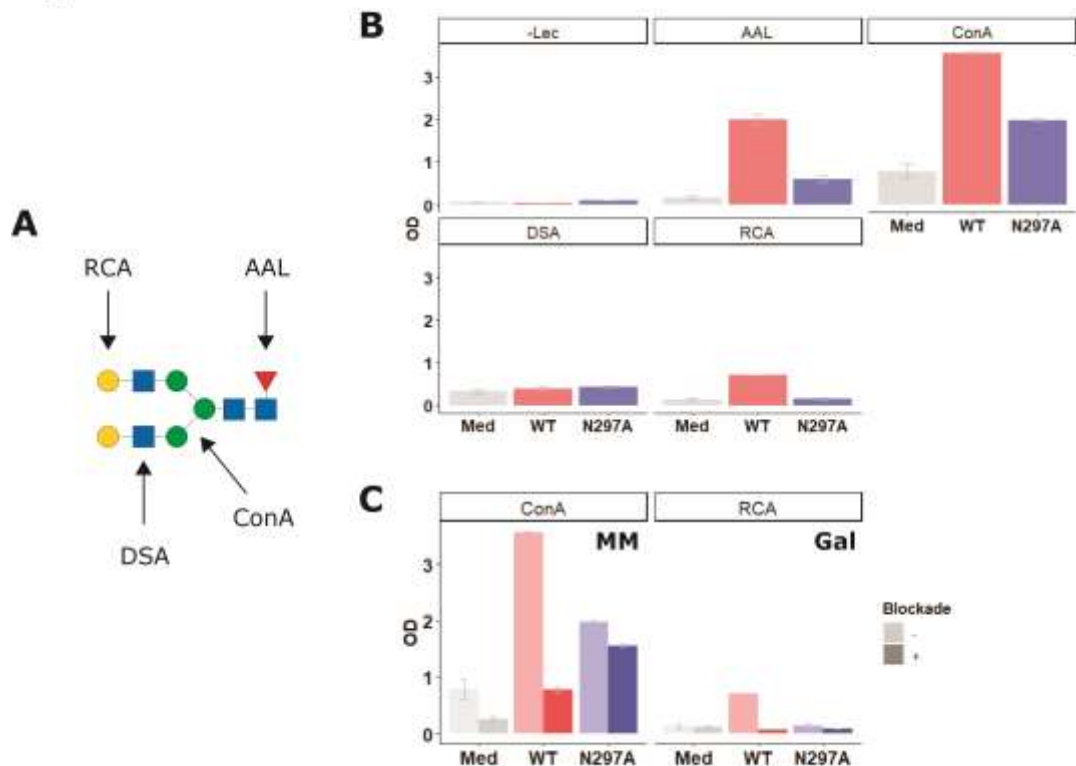 A
RCA AAL
DSA
ConA
B
-Lec AAL ConA
3
2
1
0
Med WT N297A
OD
DSA RCA
3
2
1
0
Med WT N297A Med WT N297A
C
ConA RCA
MM Gal
3
2
1
0
OD
Med WT N297A Med WT N297A
Blockade
-
+